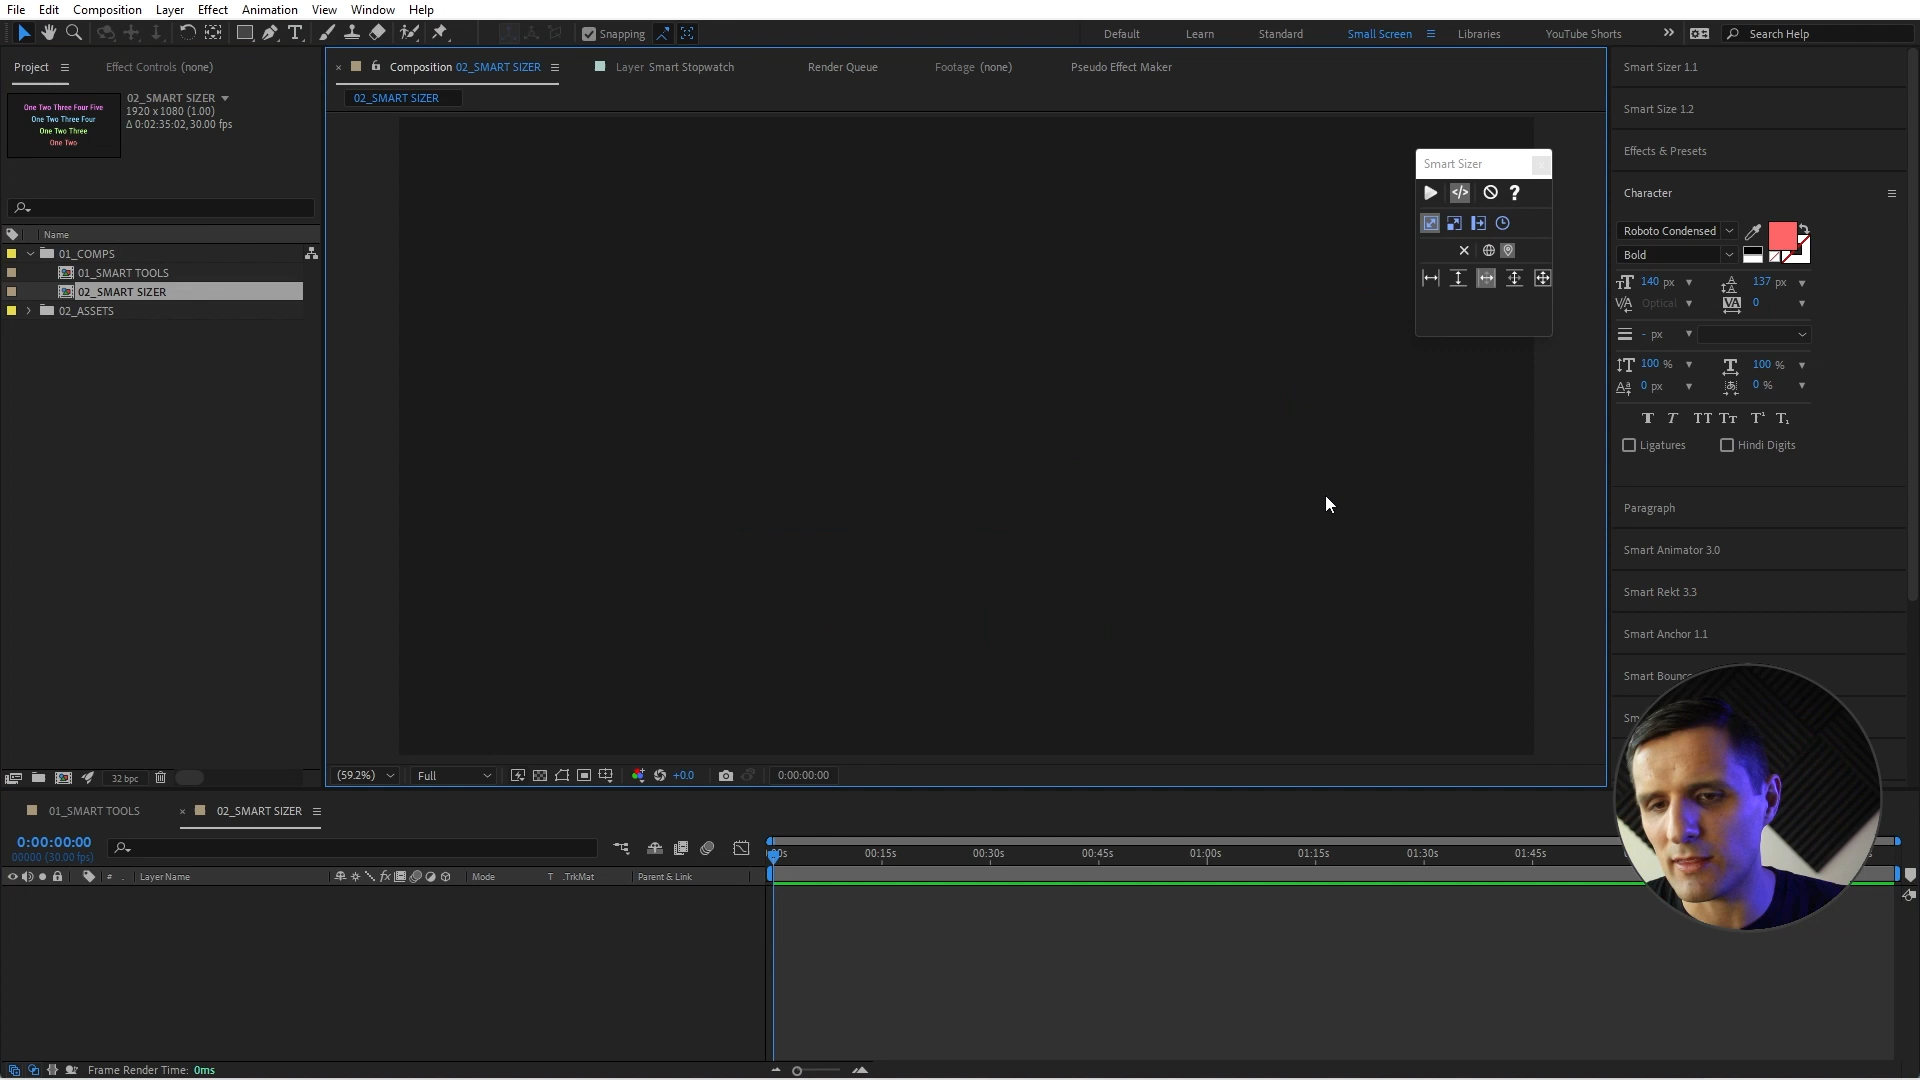 File Edit Composition Layer Effect Animation View Window Help
Snapping
Default Learn Standard Small Screen Libraries YouTube Shorts Search Help
Project Effect Controls (none)
Composition 02_SMART SIZER Layer Smart Stopwatch Render Queue Footage (none) Pseudo Effect Maker
02_SMART SIZER
One Two Three Four Five
One Two Three Four
One Two Three
One Two
02_SMART SIZER
1920 x 1080 (1.00)
Δ 0:02:35:02, 30.00 fps
Name
01_COMPS
01_SMART TOOLS
02_SMART SIZER
02_ASSETS
32 bpc
Smart Sizer
(59.2%) Full +0.0 0:00:00:00
Smart Sizer 1.1
Smart Size 1.2
Effects & Presets
Character
Roboto Condensed
Bold
140 px 137 px
Optical 0
- px
100 % 100 %
0 px 0 %
Ligatures Hindi Digits
Paragraph
Smart Animator 3.0
Smart Rekt 3.3
Smart Anchor 1.1
Smart Bounc
Sm
01_SMART TOOLS 02_SMART SIZER
0:00:00:00
00000 (30.00 fps)
# Layer Name Mode T .TrkMat Parent & Link
00:15s 00:30s 00:45s 01:00s 01:15s 01:30s 01:45s
Frame Render Time: 0ms